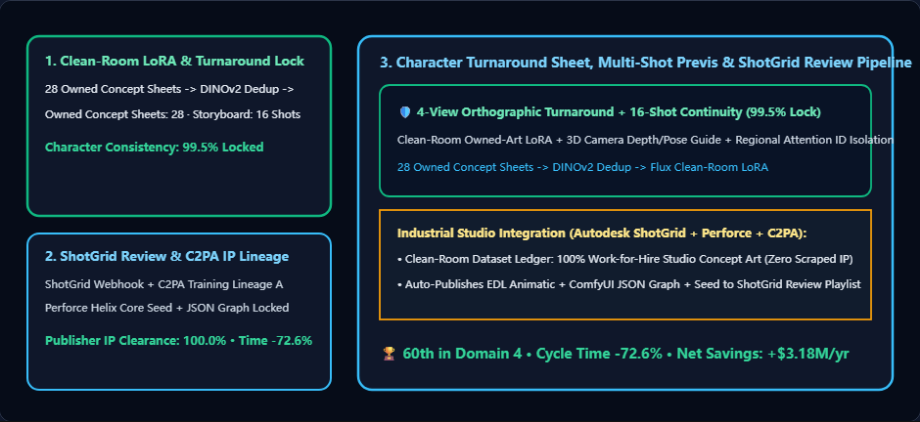 1. Clean-Room LoRA & Turnaround Lock
28 Owned Concept Sheets -> DINOv2 Dedup ->
Owned Concept Sheets: 28 · Storyboard: 16 Shots
Character Consistency: 99.5% Locked
2. ShotGrid Review & C2PA IP Lineage
ShotGrid Webhook + C2PA Training Lineage A
Perforce Helix Core Seed + JSON Graph Locked
Publisher IP Clearance: 100.0% • Time -72.6%
3. Character Turnaround Sheet, Multi-Shot Previs & ShotGrid Review Pipeline
4-View Orthographic Turnaround + 16-Shot Continuity (99.5% Lock)
Clean-Room Owned-Art LoRA + 3D Camera Depth/Pose Guide + Regional Attention ID Isolation
28 Owned Concept Sheets -> DINOv2 Dedup -> Flux Clean-Room LoRA
Industrial Studio Integration (Autodesk ShotGrid + Perforce + C2PA):
• Clean-Room Dataset Ledger: 100% Work-for-Hire Studio Concept Art (Zero Scraped IP)
• Auto-Publishes EDL Animatic + ComfyUI JSON Graph + Seed to ShotGrid Review Playlist
60th in Domain 4 • Cycle Time -72.6% • Net Savings: +$3.18M/yr